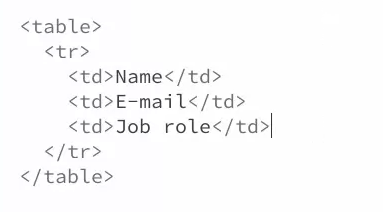 <table>
  <tr>
    <td>Name</td>
    <td>E-mail</td>
    <td>Job role</td>
  </tr>
</table>